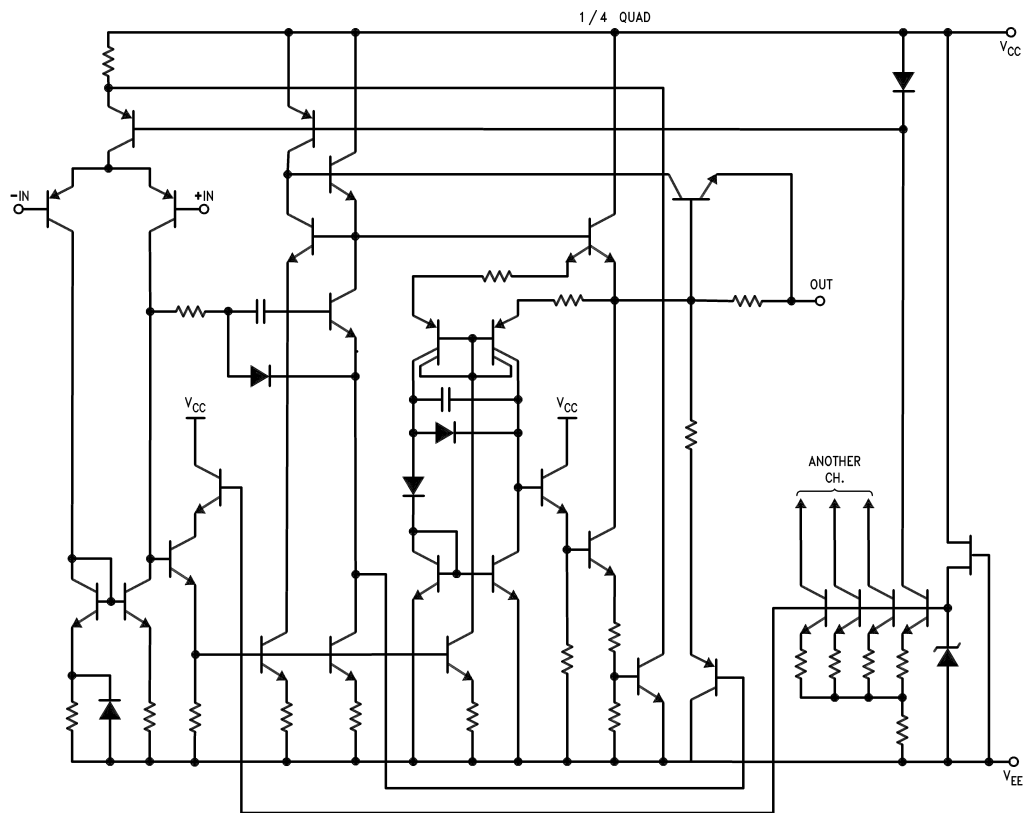 1/4 QUAD
VCC
-IN
+IN
OUT
VCC
VCC
ANOTHER
CH.
VEE